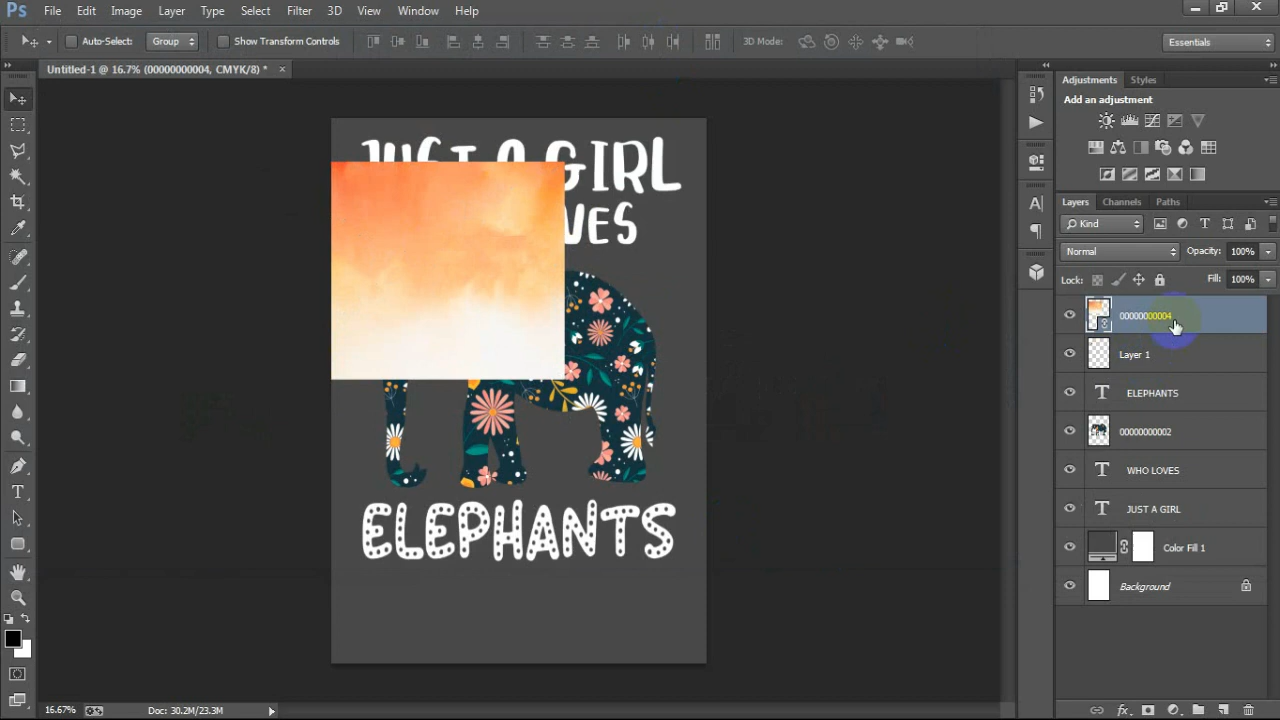 Ps File Edit Image Layer Type Select Filter 3D View Window Help
Auto-Select: Group Show Transform Controls 3D Mode: Essentials
Untitled-1 @ 16.7% (00000000004, CMYK/8) * ×
Adjustments Styles
Add an adjustment
Layers Channels Paths
Kind
Normal Opacity: 100%
Lock: Fill: 100%
00000000004
Layer 1
ELEPHANTS
0000000002
WHO LOVES
JUST A GIRL
Color Fill 1
Background
JUST A GIRL
VES
ELEPHANTS
16.67% Doc: 30.2M/23.3M